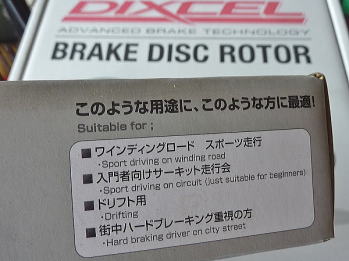 DIXCEL
ADVANCED BRAKE TECHNOLOGY
BRAKE DISC ROTOR
このような用途に、このような方に最適!
Suitable for ;
■ ワインディングロード スポーツ走行
・Sport driving on winding road
■ 入門者向けサーキット走行会
・Sport driving on circuit (just suitable for beginners)
■ ドリフト用
・Drifting
■ 街中ハードブレーキング重視の方
・Hard braking driver on city street